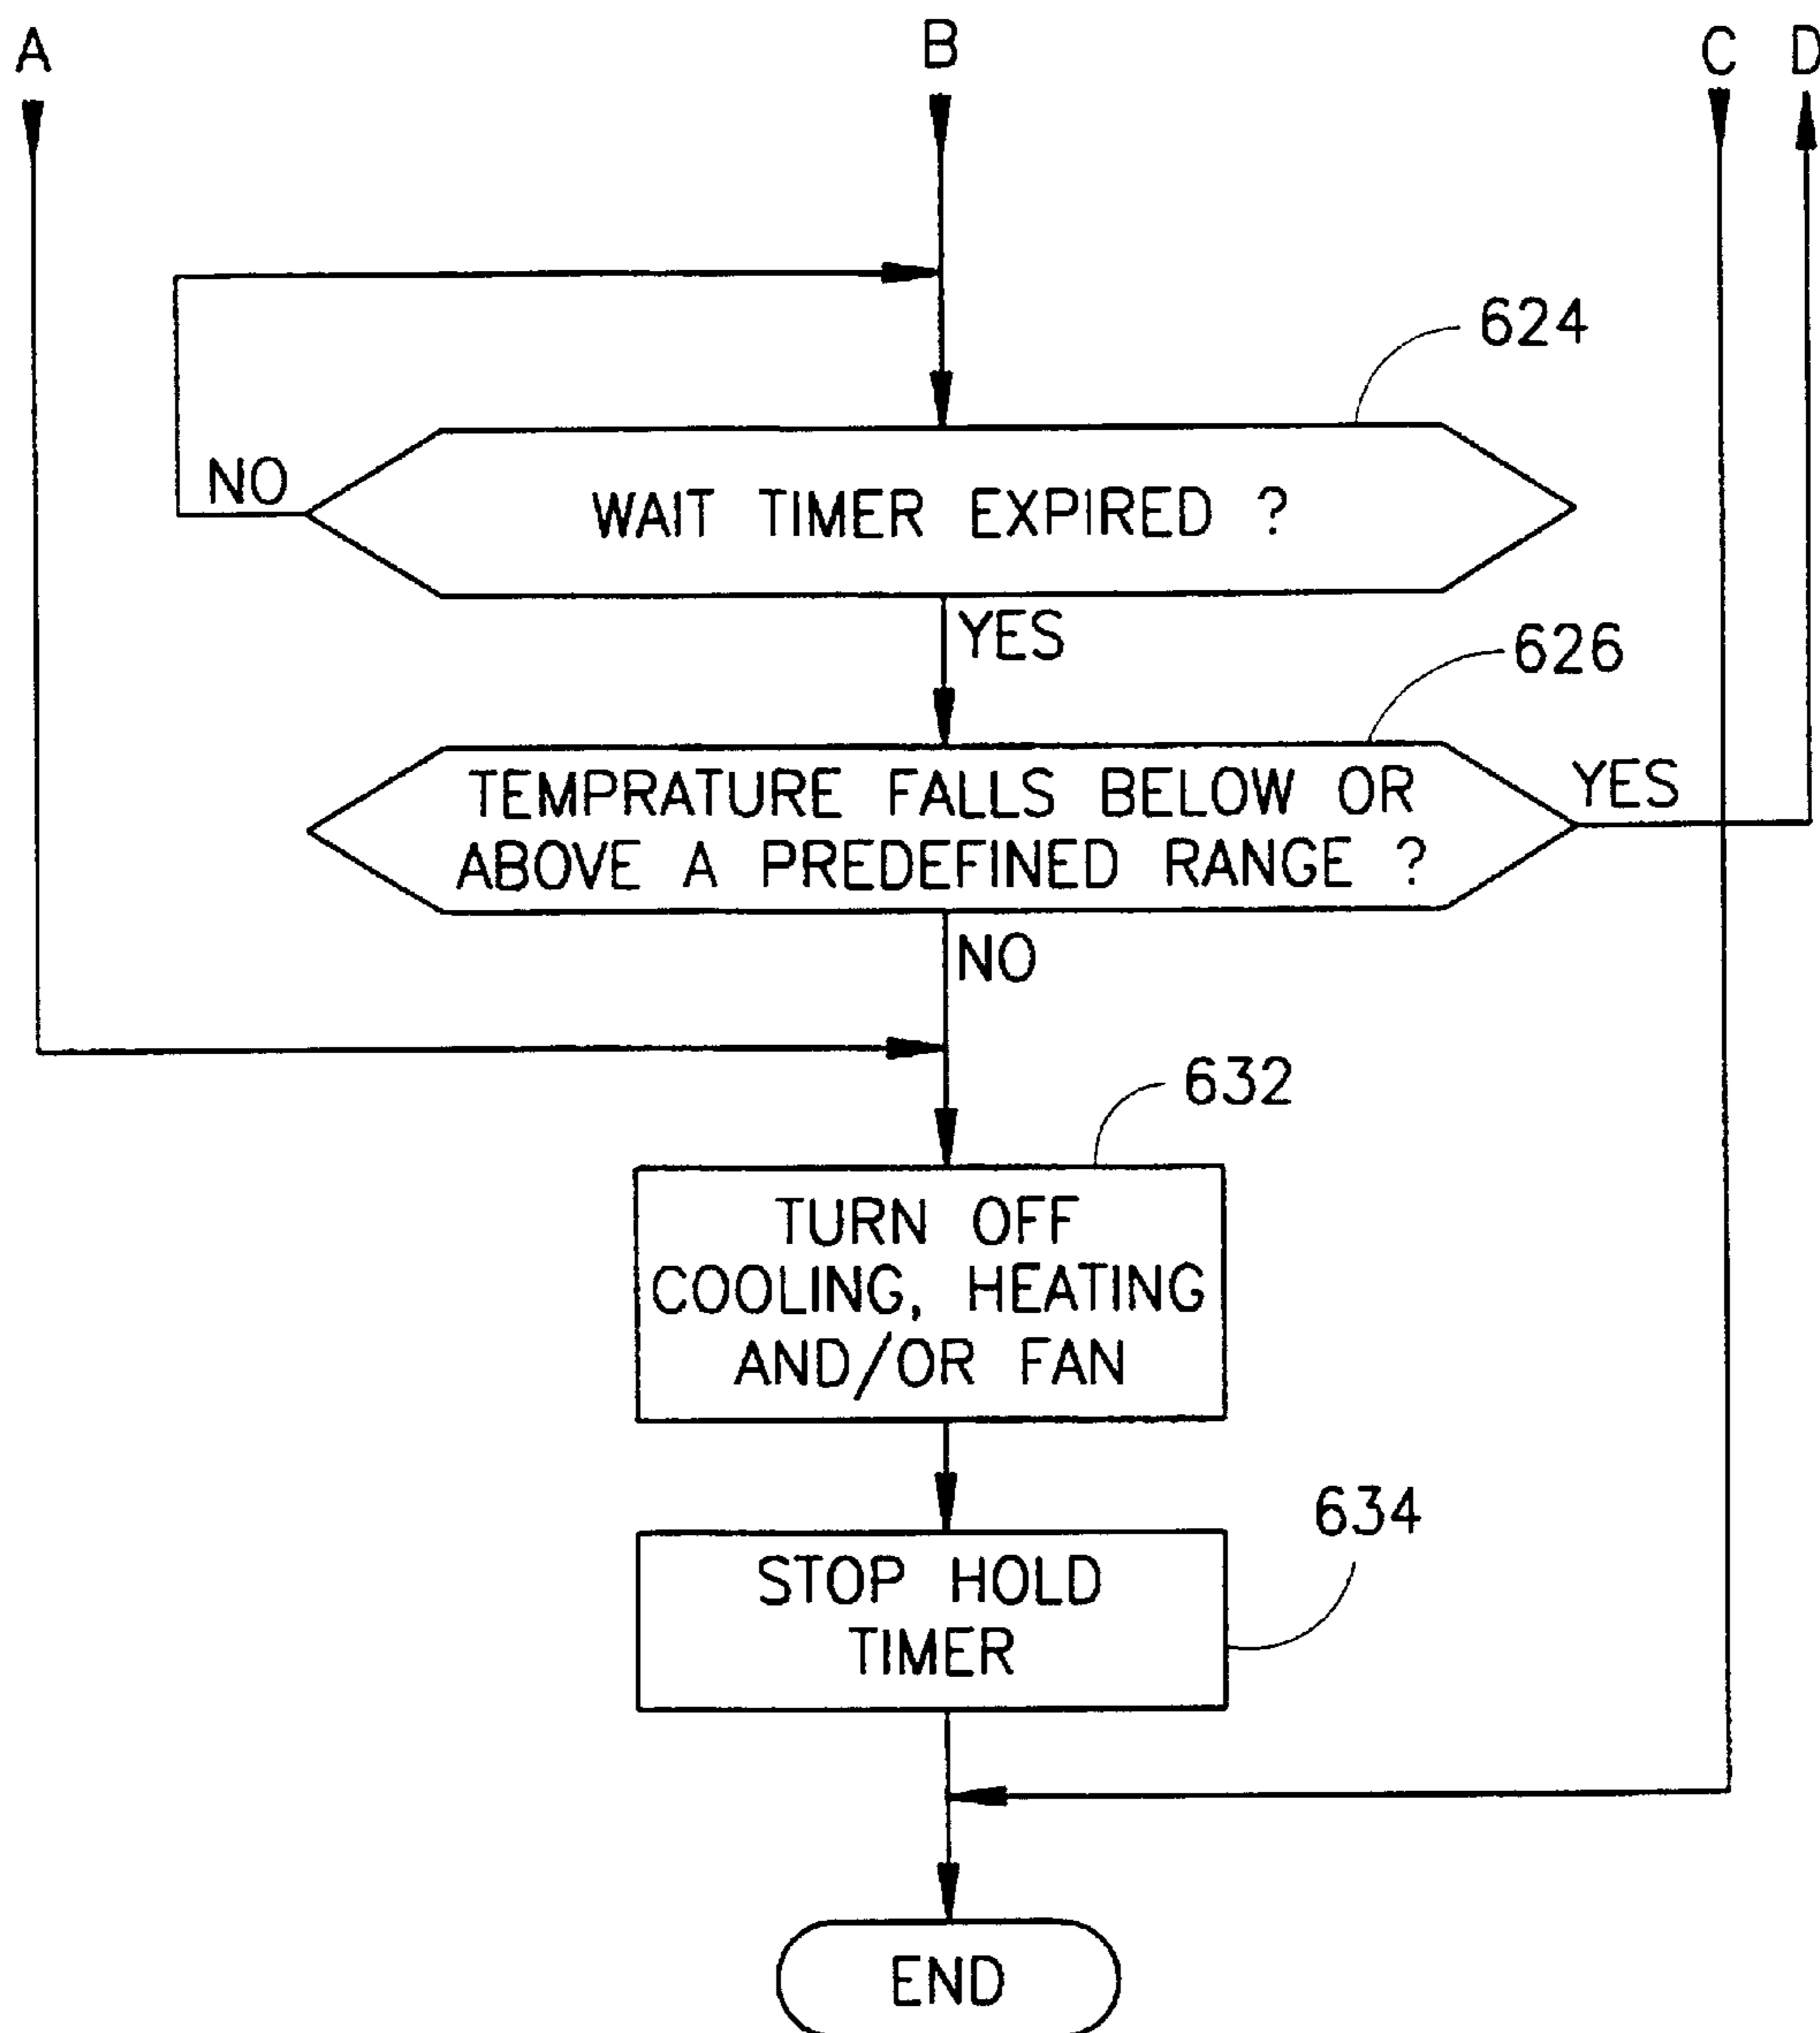 A
B
C
D
624
NO
WAIT TIMER EXPIRED ?
YES
626
TEMPRATURE FALLS BELOW OR
ABOVE A PREDEFINED RANGE ?
YES
NO
632
TURN OFF
COOLING, HEATING
AND/OR FAN
634
STOP HOLD
TIMER
END